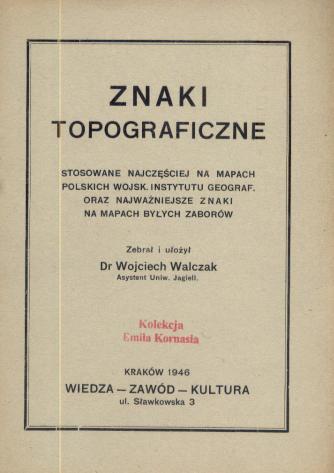 ZNAKI
TOPOGRAFICZNE
STOSOWANE NAJCZĘŚCIEJ NA MAPACH
POLSKICH WOJSK. INSTYTUTU GEOGRAF.
ORAZ NAJWAŻNIEJSZE ZNAKI
NA MAPACH BYŁYCH ZABORÓW
Zebrał i ułożył
Dr Wojciech Walczak
Asystent Uniw. Jagiell.
Kolekcja
Emila Kornasia
KRAKÓW 1946
WIEDZA — ZAWÓD — KULTURA
ul. Sławkowska 3